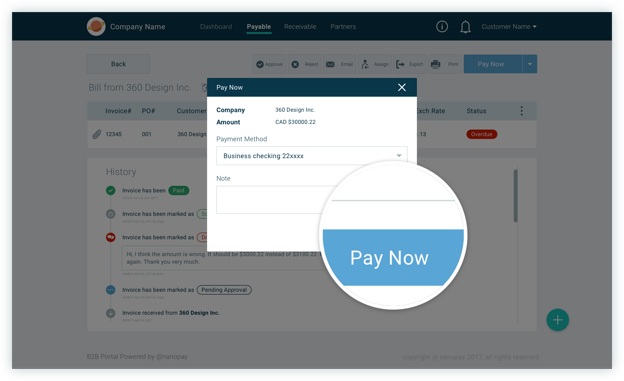 Company Name
Dashboard
Payable
Receivable
Partners
Customer Name
Back
Approve
Reject
Email
Assign
Export
Print
Pay Now
Bill from 360 Design Inc.
Pay Now
Company 360 Design Inc.
Amount CAD $30000.22
Payment Method
Business checking 22xxxx
Note
Pay Now
Invoice# PO# Customer Exch Rate Status
12345 001 360 Design 13 Overdue
History
Invoice has been Paid
Invoice has been marked as
Invoice has been marked as
Hi, I think the amount is wrong. It should be $3000.22 instead of $3100.22
again. Thank you very much.
Invoice has been marked as Pending Approval
Invoice received from 360 Design Inc.
B2B Portal Powered by @nanopay
copyright @ nanopay 2017, all rights reserved.